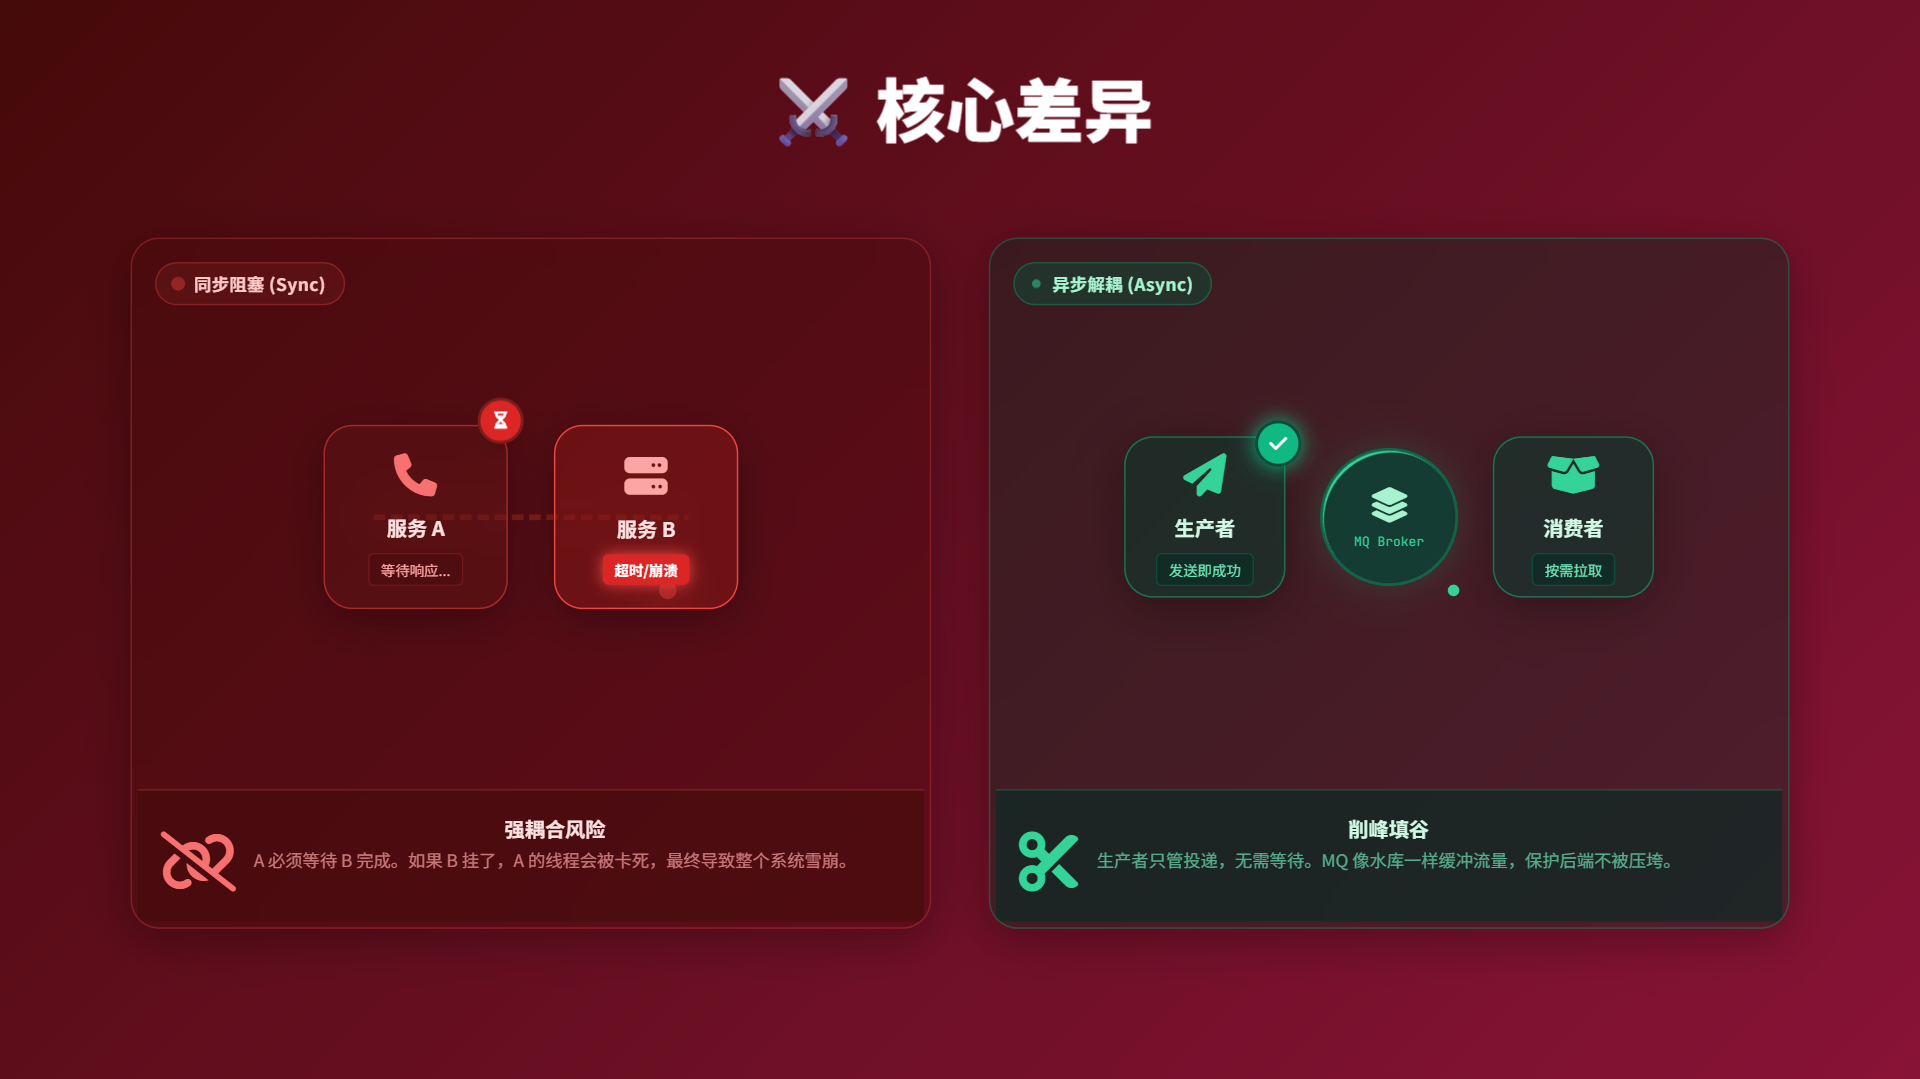 ⚔️ 核心差异
同步阻塞 (Sync)
服务 A
等待响应...
服务 B
超时/崩溃
强耦合风险
A 必须等待 B 完成。如果 B 挂了，A 的线程会被卡死，最终导致整个系统雪崩。
异步解耦 (Async)
生产者
发送即成功
MQ Broker
消费者
按需拉取
削峰填谷
生产者只管投递，无需等待。MQ 像水库一样缓冲流量，保护后端不被压垮。